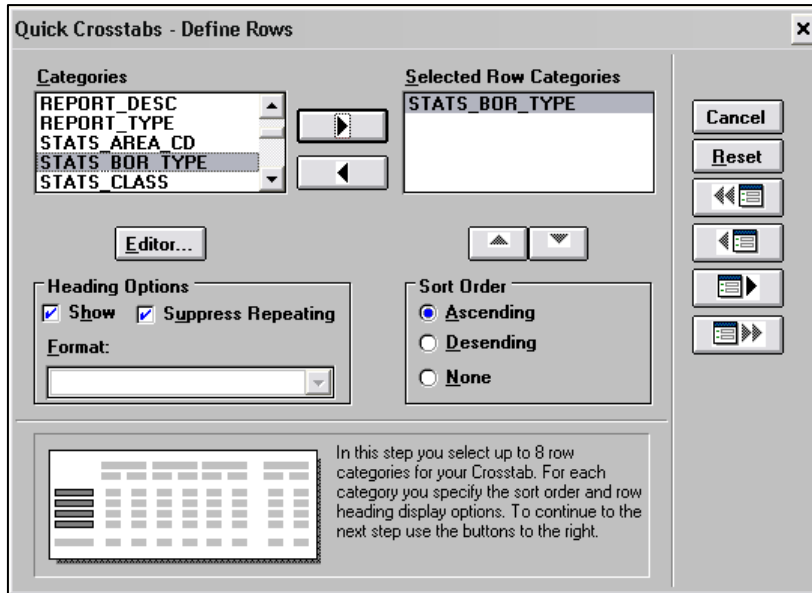 Quick Crosstabs - Define Rows
Categories
REPORT_DESC
REPORT_TYPE
STATS_AREA_CD
STATS_BOR_TYPE
STATS_CLASS
Selected Row Categories
STATS_BOR_TYPE
Cancel
Reset
Editor...
Heading Options
Show
Suppress Repeating
Format:
Sort Order
Ascending
Desending
None
In this step you select up to 8 row
categories for your Crosstab. For each
category you specify the sort order and row
heading display options. To continue to the
next step use the buttons to the right.